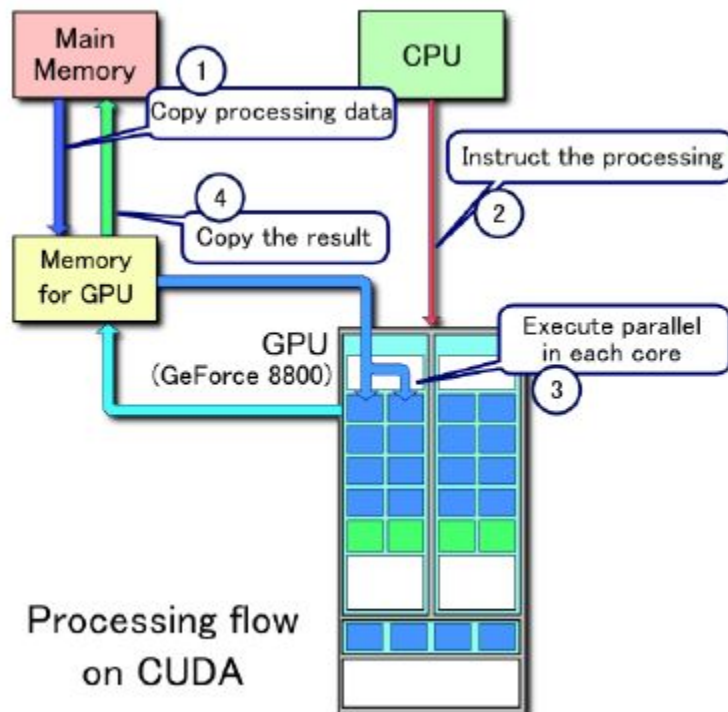 Main
Memory
CPU
1
Copy processing data
Instruct the processing
2
4
Copy the result
Memory
for GPU
GPU
(GeForce 8800)
Execute parallel
in each core
3
Processing flow
on CUDA